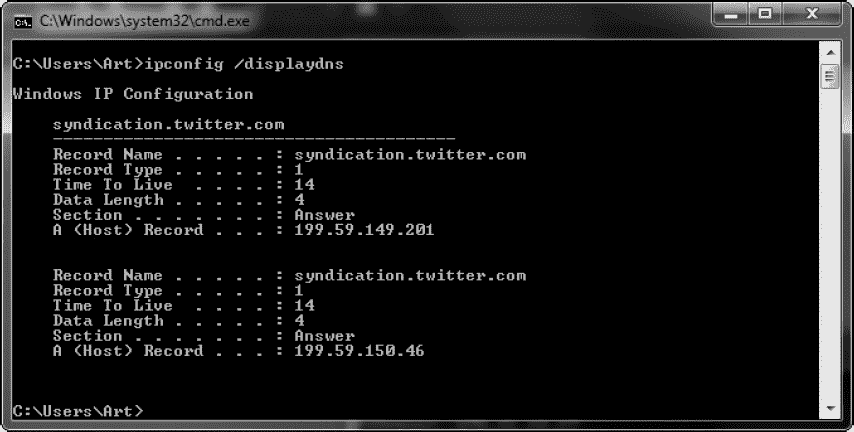 C:\Windows\system32\cmd.exe
C:\Users\Art>ipconfig /displaydns
Windows IP Configuration
syndication.twitter.com
----------------------------------------
Record Name . . . . . : syndication.twitter.com
Record Type . . . . . : 1
Time To Live  . . . . : 14
Data Length . . . . . : 4
Section . . . . . . . : Answer
A (Host) Record . . . : 199.59.149.201
Record Name . . . . . : syndication.twitter.com
Record Type . . . . . : 1
Time To Live  . . . . : 14
Data Length . . . . . : 4
Section . . . . . . . : Answer
A (Host) Record . . . : 199.59.150.46
C:\Users\Art>